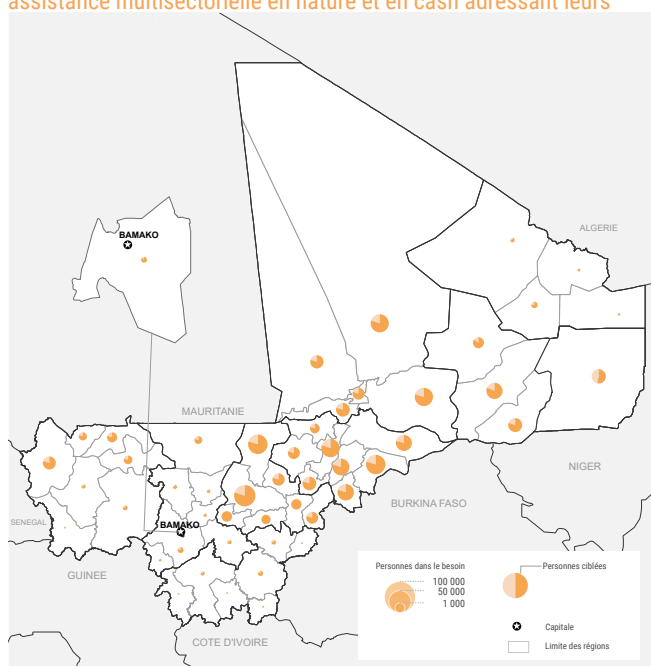 assistance multisectorielle en nature et en cash adressant leurs
ALGERIE
BAMAKO
MAURITANIE
NIGER
BURKINA FASO
SENEGAL
BAMAKO
GUINEE
COTE D'IVOIRE
Personnes dans le besoin
100 000
50 000
1 000
Personnes ciblées
Capitale
Limite des régions